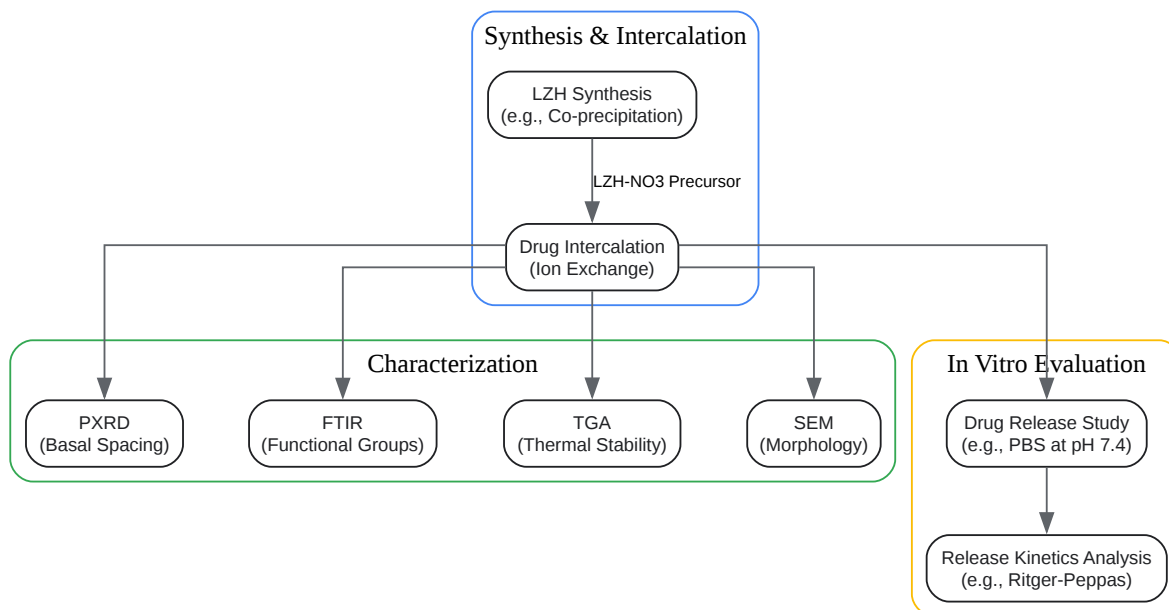 Synthesis & Intercalation
LZH Synthesis
(e.g., Co-precipitation)
LZH-NO3 Precursor
Drug Intercalation
(Ion Exchange)
Characterization
PXRD
(Basal Spacing)
FTIR
(Functional Groups)
TGA
(Thermal Stability)
SEM
(Morphology)
In Vitro Evaluation
Drug Release Study
(e.g., PBS at pH 7.4)
Release Kinetics Analysis
(e.g., Ritger-Peppas)